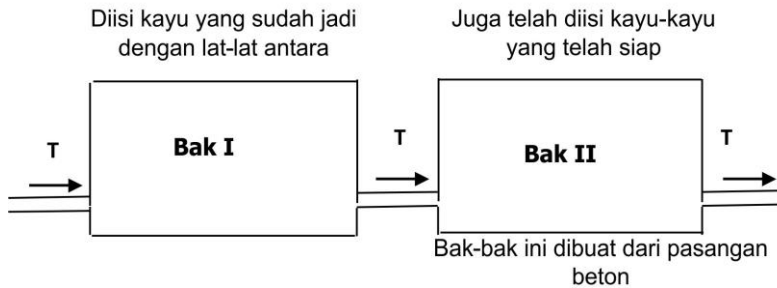 Diisi kayu yang sudah jadi
dengan lat-lat antara
Juga telah diisi kayu-kayu
yang telah siap
T
Bak I
T
Bak II
T
Bak-bak ini dibuat dari pasangan
beton